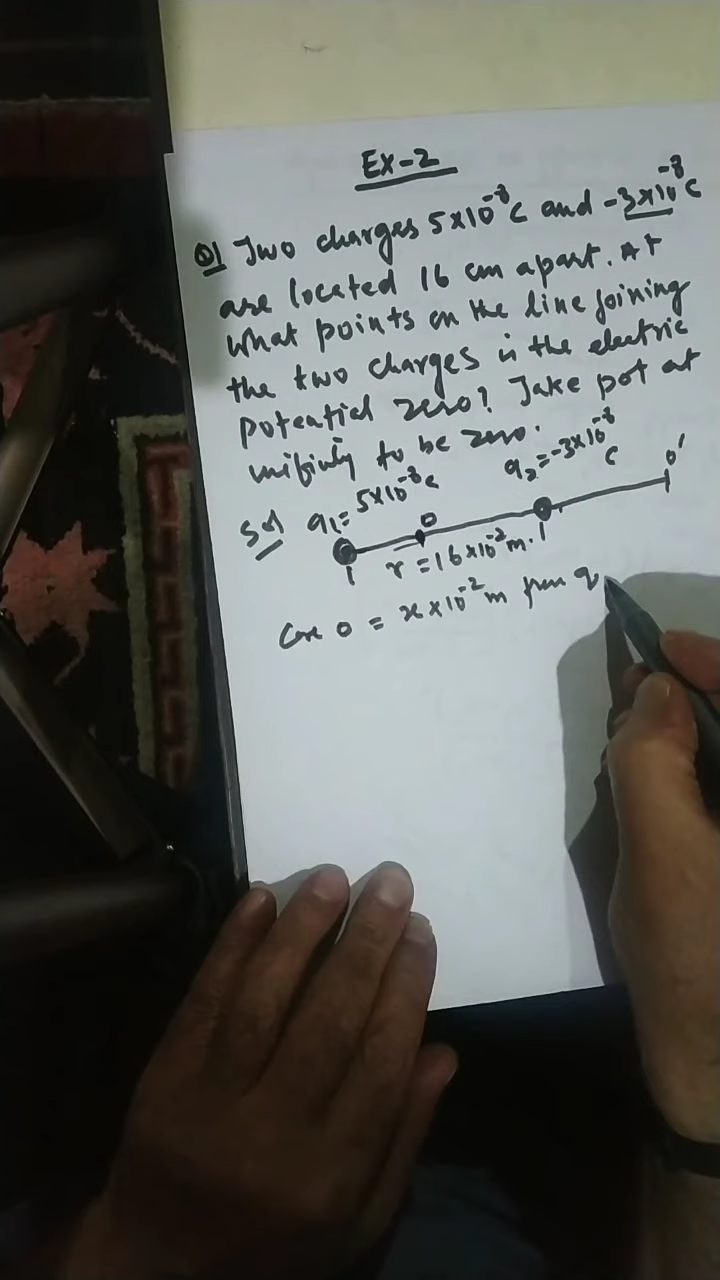 Ex-2
Q1 Two charges 5×10⁻⁸C and -3×10⁻⁸C
are located 16 cm apart. At
what points on the line joining
the two charges is the electric
potential zero? Take pot at
infinity to be zero.
Sol q₁= 5×10⁻⁸C q₂=-3×10⁻⁸C O'
O
r=16×10⁻²m.
O = x×10⁻²m from q